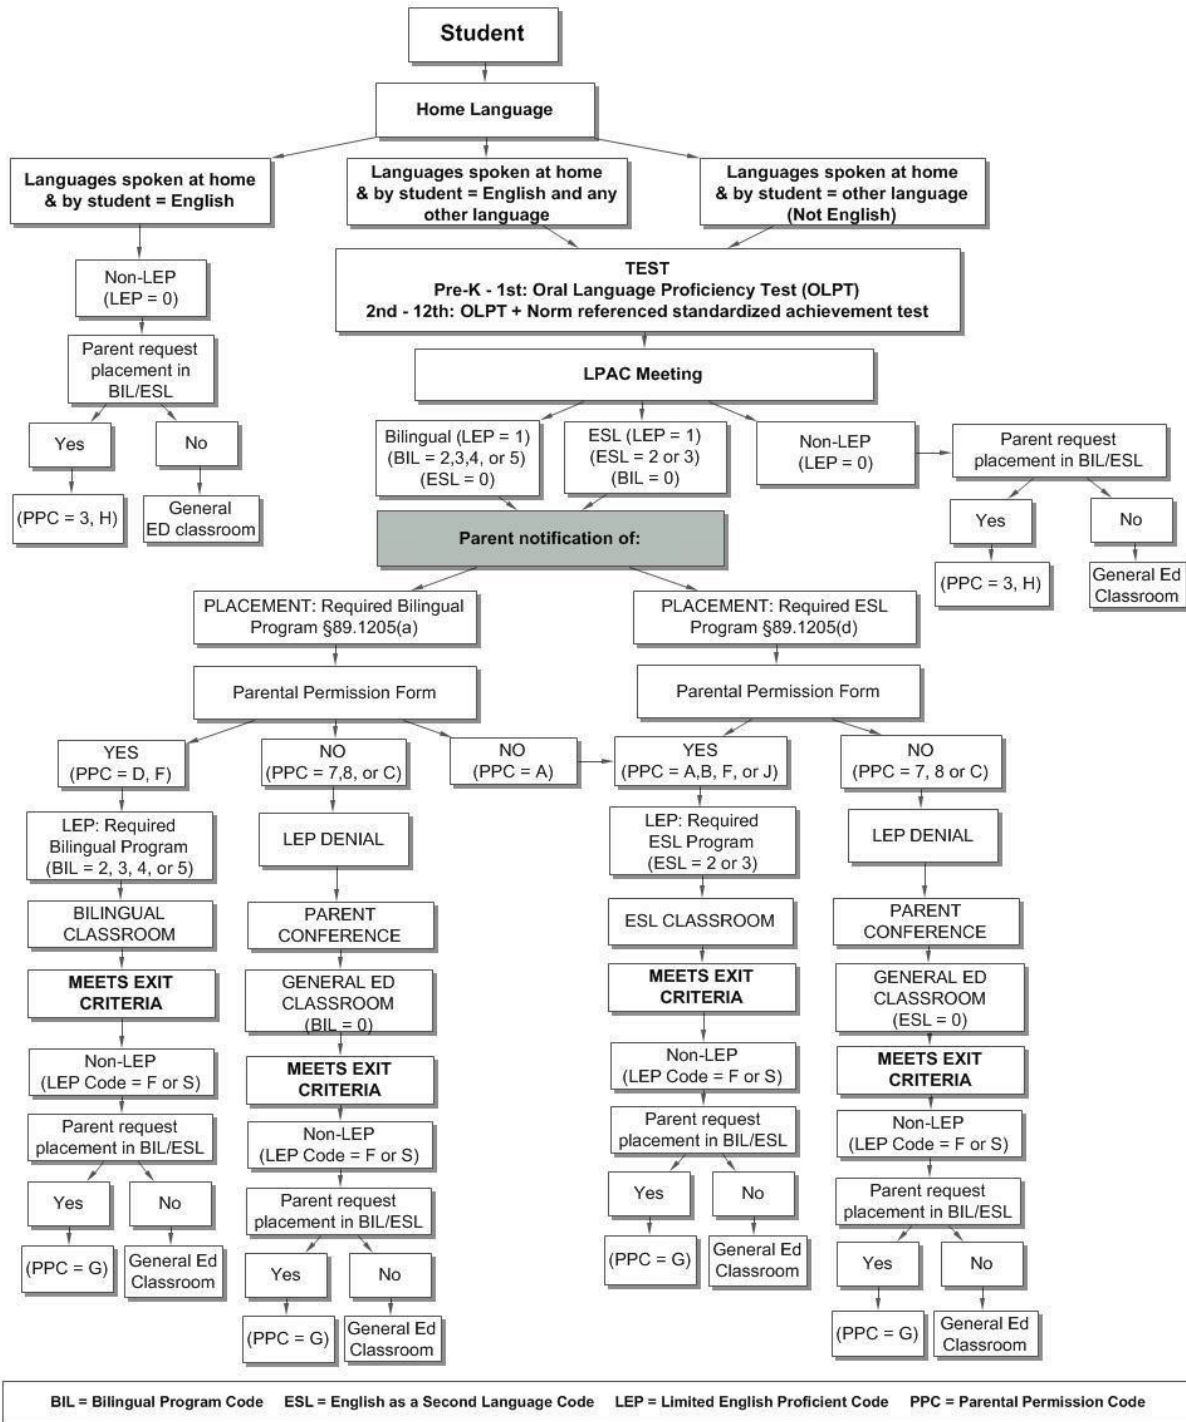 Student
Home Language
Languages spoken at home
& by student = English
Languages spoken at home
& by student = English and any
other language
Languages spoken at home
& by student = other language
(Not English)
Non-LEP
(LEP = 0)
Parent request
placement in
BIL/ESL
Yes
No
(PPC = 3, H)
General
ED classroom
TEST
Pre-K - 1st: Oral Language Proficiency Test (OLPT)
2nd - 12th: OLPT + Norm referenced standardized achievement test
LPAC Meeting
Bilingual (LEP = 1)
(BIL = 2,3,4, or 5)
(ESL = 0)
ESL (LEP = 1)
(ESL = 2 or 3)
(BIL = 0)
Non-LEP
(LEP = 0)
Parent request
placement in BIL/ESL
Yes
No
(PPC = 3, H)
General Ed
Classroom
Parent notification of:
PLACEMENT: Required Bilingual
Program §89.1205(a)
PLACEMENT: Required ESL
Program §89.1205(d)
Parental Permission Form
Parental Permission Form
YES
(PPC = D, F)
NO
(PPC = 7,8, or C)
NO
(PPC = A)
YES
(PPC = A,B, F, or J)
NO
(PPC = 7, 8 or C)
LEP: Required
Bilingual Program
(BIL = 2, 3, 4, or 5)
BILINGUAL
CLASSROOM
MEETS EXIT
CRITERIA
Non-LEP
(LEP Code = F or S)
Parent request
placement in BIL/ESL
Yes
No
(PPC = G)
General Ed
Classroom
LEP DENIAL
PARENT
CONFERENCE
GENERAL ED
CLASSROOM
(BIL = 0)
MEETS EXIT
CRITERIA
Non-LEP
(LEP Code = F or S)
Parent request
placement in BIL/ESL
Yes
No
(PPC = G)
General Ed
Classroom
LEP: Required
ESL Program
(ESL = 2 or 3)
ESL CLASSROOM
MEETS EXIT
CRITERIA
Non-LEP
(LEP Code = F or S)
Parent request
placement in BIL/ESL
Yes
No
(PPC = G)
General Ed
Classroom
LEP DENIAL
PARENT
CONFERENCE
GENERAL ED
CLASSROOM
(ESL = 0)
MEETS EXIT
CRITERIA
Non-LEP
(LEP Code = F or S)
Parent request
placement in BIL/ESL
Yes
No
(PPC = G)
General Ed
Classroom
BIL = Bilingual Program Code ESL = English as a Second Language Code LEP = Limited English Proficient Code PPC = Parental Permission Code